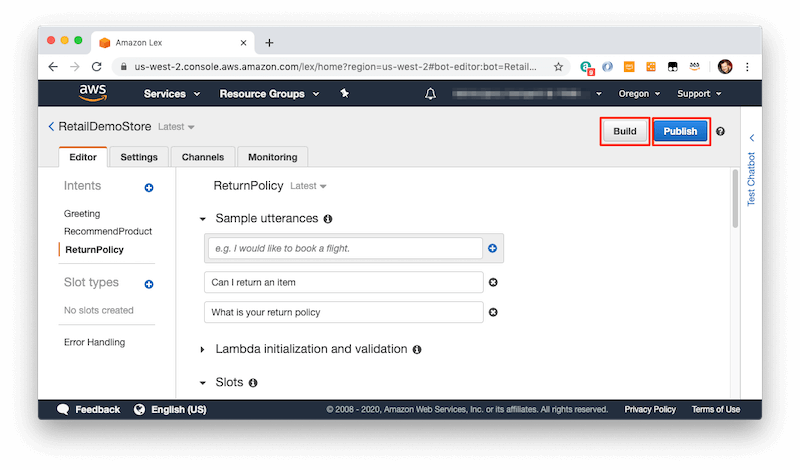 Amazon Lex
us-west-2.console.aws.amazon.com/lex/home?region=us-west-2#bot-editor:bot=Retail...
9
aws Services Resource Groups Oregon Support
RetailDemoStore Latest Build Publish
Editor Settings Channels Monitoring
Test Chatbot
Intents
Greeting
RecommendProduct
ReturnPolicy
Slot types
No slots created
Error Handling
ReturnPolicy Latest
Sample utterances
e.g. I would like to book a flight.
Can I return an item
What is your return policy
Lambda initialization and validation
Slots
Feedback English (US) © 2008 - 2020, Amazon Web Services, Inc. or its affiliates. All rights reserved. Privacy Policy Terms of Use